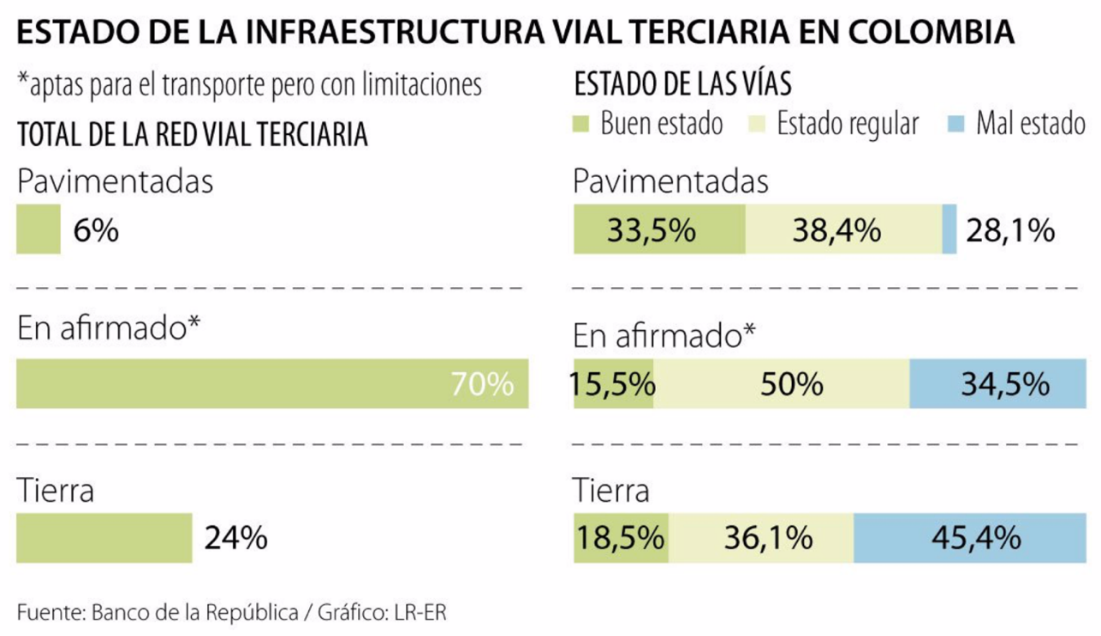 ESTADO DE LA INFRAESTRUCTURA VIAL TERCIARIA EN COLOMBIA
*aptas para el transporte pero con limitaciones
TOTAL DE LA RED VIAL TERCIARIA
Pavimentadas
6%
En afirmado*
70%
Tierra
24%
ESTADO DE LAS VÍAS
Buen estado Estado regular Mal estado
Pavimentadas
33,5% 38,4% 28,1%
En afirmado*
15,5% 50% 34,5%
Tierra
18,5% 36,1% 45,4%
Fuente: Banco de la República / Gráfico: LR-ER